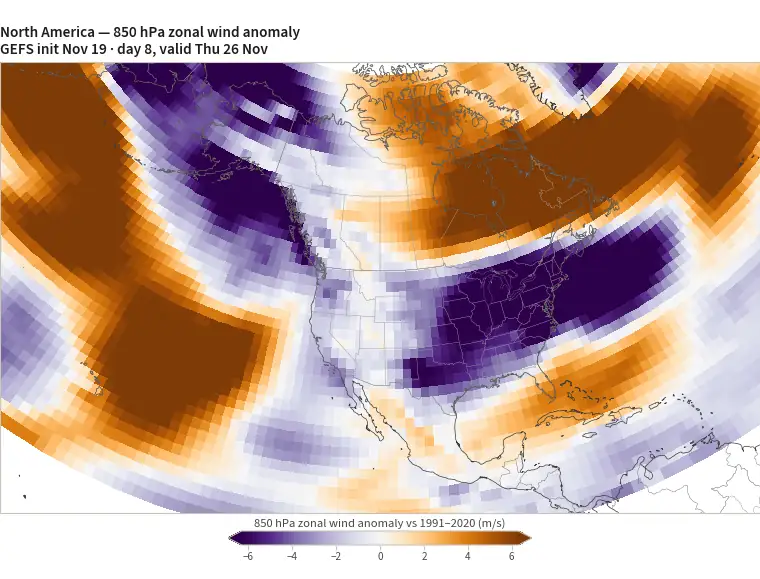 North America — 850 hPa zonal wind anomaly
GEFS init Nov 19 · day 8, valid Thu 26 Nov
850 hPa zonal wind anomaly vs 1991−2020 (m/s)
−6 −4 −2 0 2 4 6